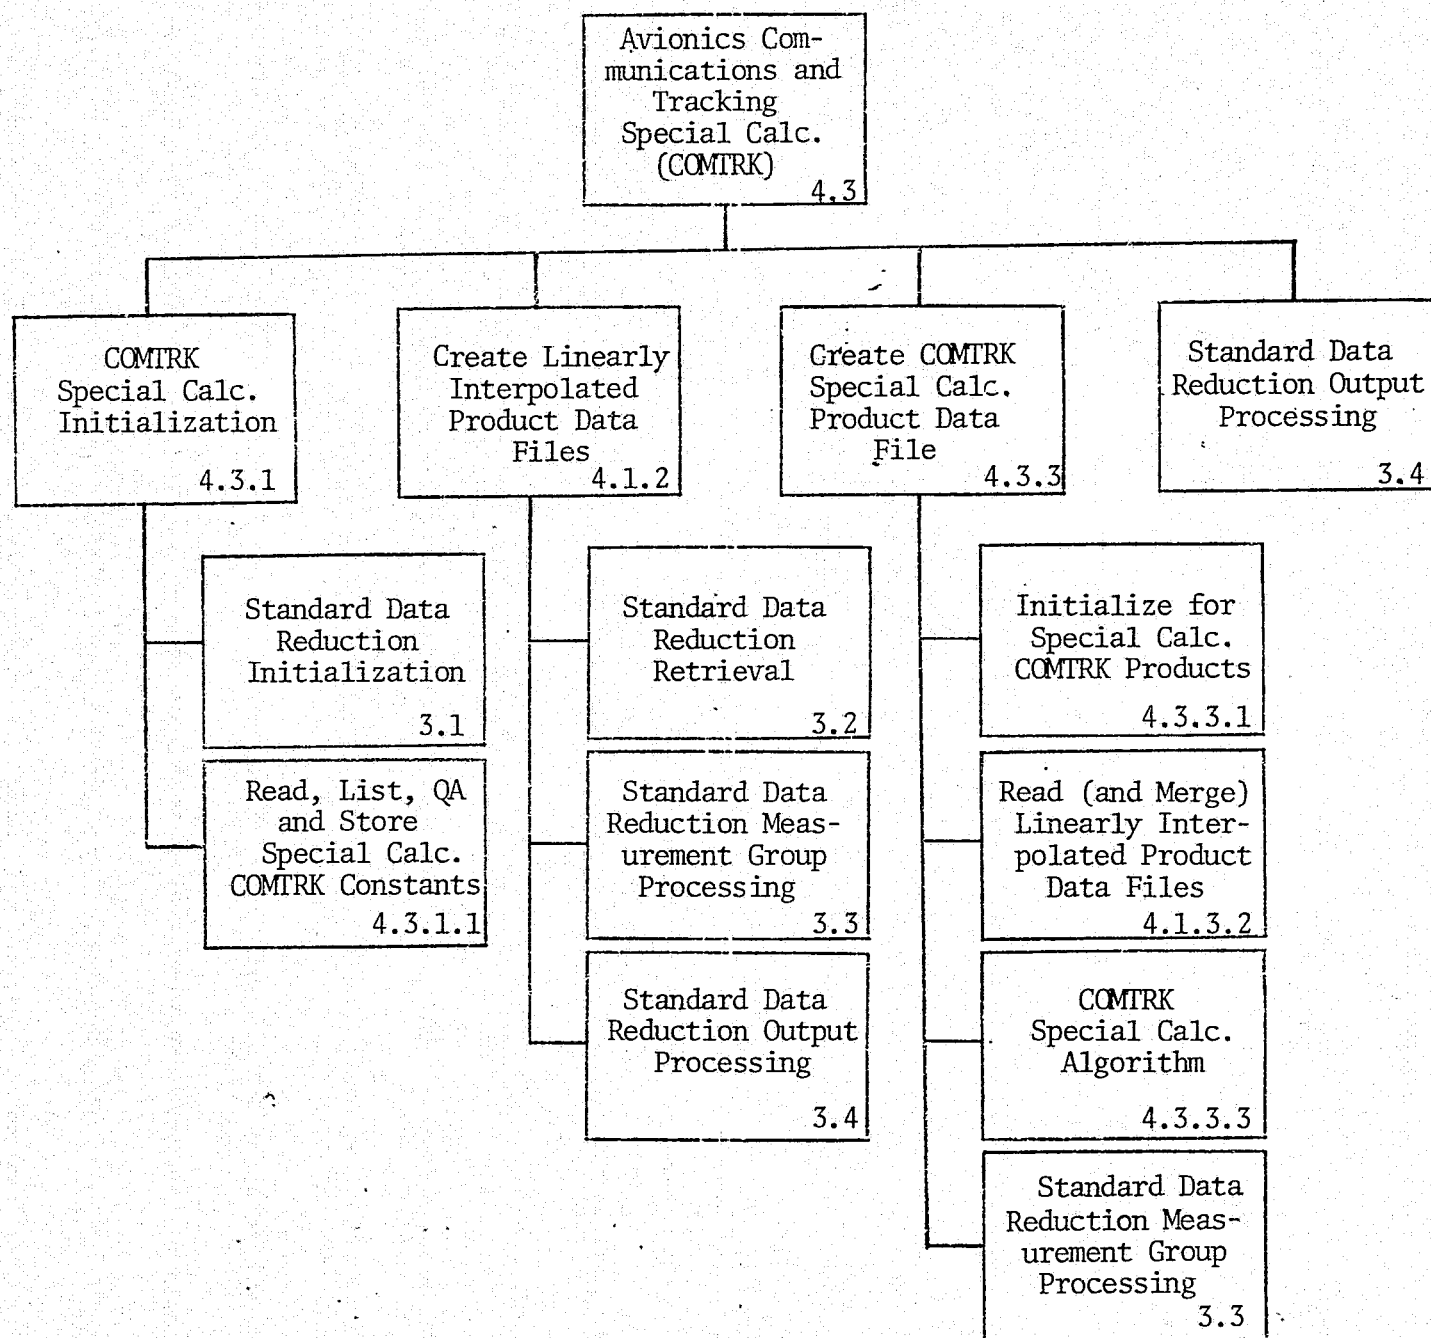 Avionics Com-
munications and
Tracking
Special Calc.
(COMTRK)
4.3
COMTRK
Special Calc.
Initialization
4.3.1
Create Linearly
Interpolated
Product Data
Files
4.1.2
Create COMTRK
Special Calc.
Product Data
File
4.3.3
Standard Data
Reduction Output
Processing
3.4
Standard Data
Reduction
Initialization
3.1
Read, List, QA
and Store
Special Calc.
COMTRK Constants
4.3.1.1
Standard Data
Reduction
Retrieval
3.2
Standard Data
Reduction Meas-
urement Group
Processing
3.3
Standard Data
Reduction Output
Processing
3.4
Initialize for
Special Calc.
COMTRK Products
4.3.3.1
Read (and Merge)
Linearly Inter-
polated Product
Data Files
4.1.3.2
COMTRK
Special Calc.
Algorithm
4.3.3.3
Standard Data
Reduction Meas-
urement Group
Processing
3.3